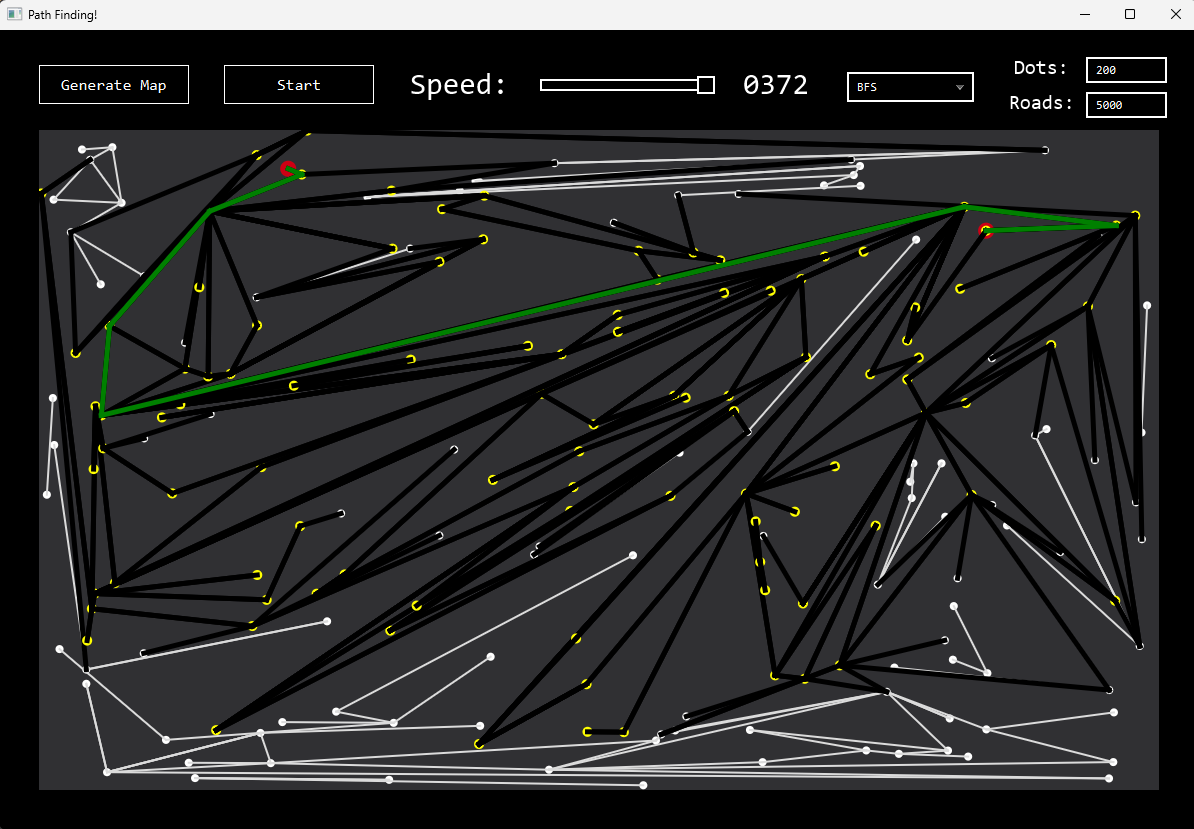 Path Finding!
Generate Map
Start
Speed:
0372
BFS
Dots:
200
Roads:
5000